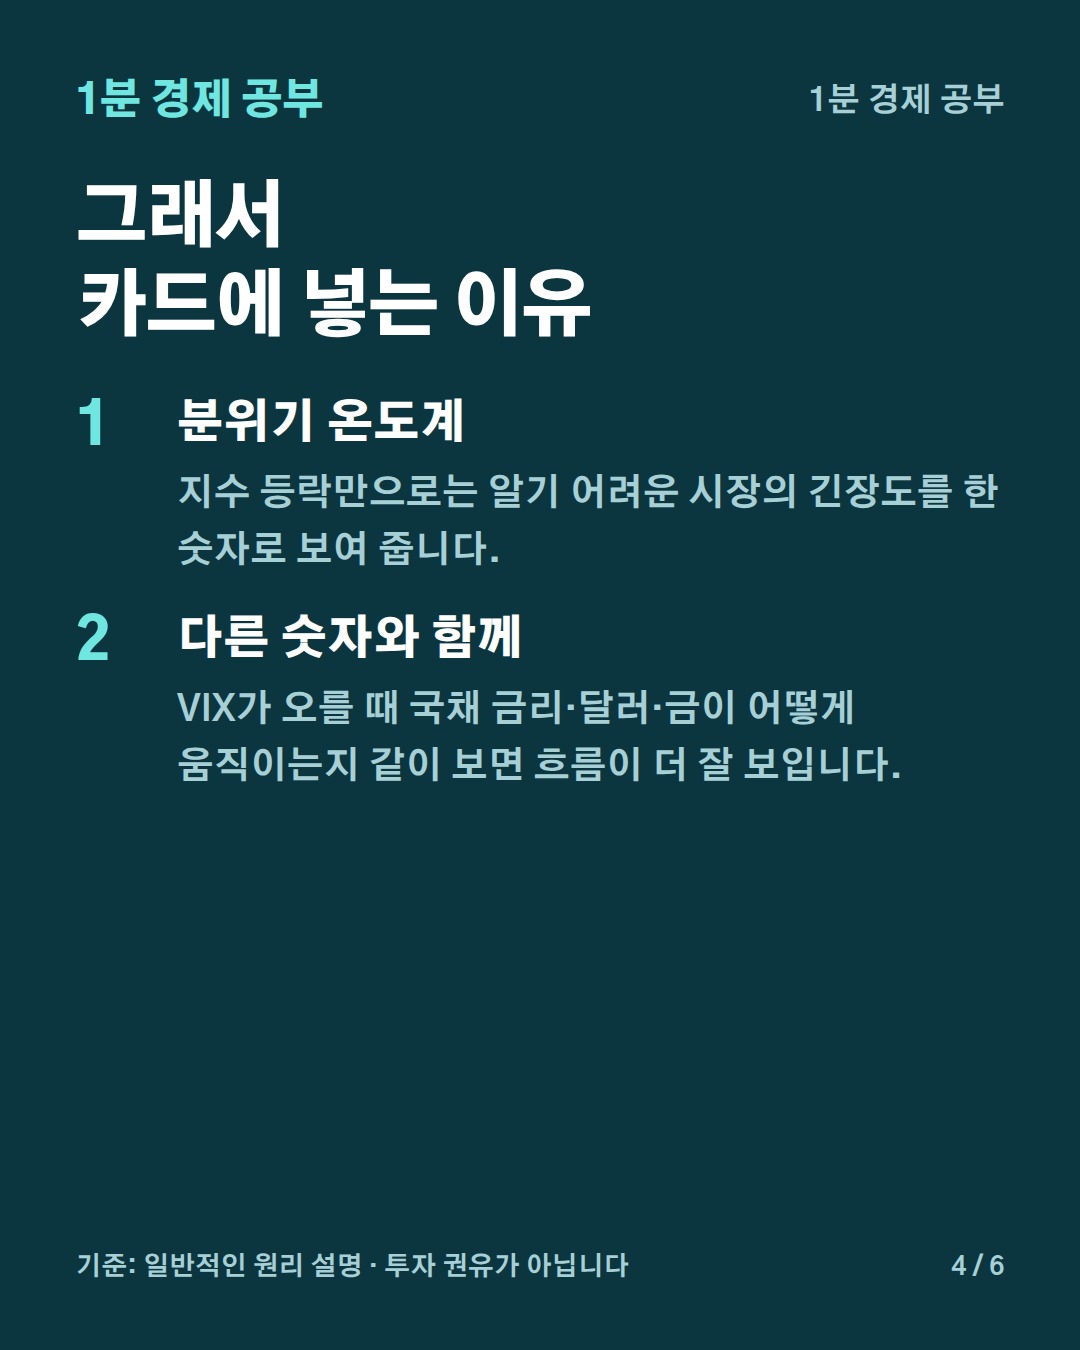 1분 경제 공부
1분 경제 공부
그래서
카드에 넣는 이유
1
분위기 온도계
지수 등락만으로는 알기 어려운 시장의 긴장도를 한
숫자로 보여 줍니다.
2
다른 숫자와 함께
VIX가 오를 때 국채 금리·달러·금이 어떻게
움직이는지 같이 보면 흐름이 더 잘 보입니다.
기준: 일반적인 원리 설명 · 투자 권유가 아닙니다
4 / 6